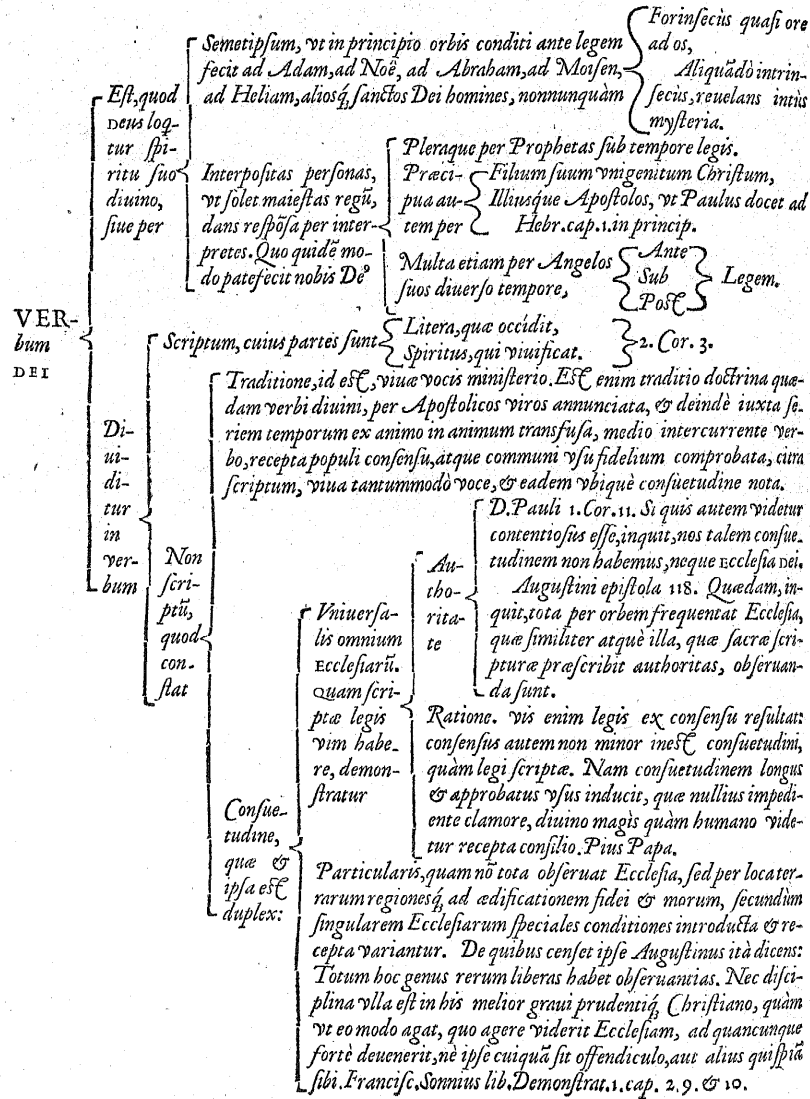 VER-
bum
DEI
Est, quod
DEUS loq̃-
tur spi-
ritu suo
diuino,
siue per
Semetipsum, vt in principio orbis conditi ante legem
fecit ad Adam, ad Noë, ad Abraham, ad Moisen,
ad Heliam, aliosq́; sanctos Dei homines, nonnunquàm
Forinsecùs quasi ore
ad os,
Aliquãdò intrin-
secùs, reuelans intùs
mysteria.
Interpositas personas,
vt solet maiestas regũ,
dans respõsa per inter-
pretes. Quo quidẽ mo-
do patefecit nobis De9
Pleraque per Prophetas sub tempore legis.
Præci-
pua au-
tem per
Filium suum vnigenitum Christum,
Illiusque Apostolos, vt Paulus docet ad
Hebr. cap. 1. in princip.
Multa etiam per Angelos
suos diuerso tempore,
Ante
Sub
Post
Legem.
Di-
ui-
di-
tur
in
ver-
bum
Scriptum, cuius partes sunt
Litera, quæ occídit,
Spiritus, qui viuificat.
2. Cor. 3.
Non
scri-
ptũ,
quod
con-
stat
Traditione, id est, viuæ vocis ministerio. Est enim traditio doctrina quæ-
dam verbi diuini, per Apostolicos viros annunciata, & deindè iuxta se-
riem temporum ex animo in animum transfusa, medio intercurrente ver-
bo, recepta populi consensu, atque communi vsu fidelium comprobata, citra
scriptum, viua tantummodò voce, & eadem vbiquè consuetudine nota.
Consue-
tudine,
quæ &
ipsa est
duplex:
Vniuersa-
lis omnium
Ecclesiarũ.
Quam scri-
ptæ legis
vim habe-
re, demon-
stratur
Au-
tho-
rita-
te
D. Pauli 1. Cor. 11. Si quis autem videtur
contentiosus esse, inquit, nos talem consue-
tudinem non habemus, neque Ecclesia DEI.
Augustini epistola 118. Quædam, in-
quit, tota per orbem frequentat Ecclesia,
quæ similiter atquè illa, quæ sacræ scri-
pturæ præscribit authoritas, obseruan-
da sunt.
Ratione. vis enim legis ex consensu resultat:
consensus autem non minor inest consuetudini,
quàm legi scriptæ. Nam consuetudinem longus
& approbatus vsus inducit, quæ nullius impedi-
ente clamore, diuino magis quàm humano vide-
tur recepta consilio. Pius Papa.
Particularis, quam nõ tota obseruat Ecclesia, sed per loca ter-
rarum regionesq́; ad ædificationem fidei & morum, secundùm
singularem Ecclesiarum speciales conditiones introducta & re-
cepta variantur. De quibus censet ipse Augustinus ità dicens:
Totum hoc genus rerum liberas habet obseruantias. Nec disci-
plina vlla est in his melior graui prudentiq́; Christiano, quàm
vt eo modo agat, quo agere viderit Ecclesiam, ad quancunque
fortè deuenerit, nè ipse cuiquã sit offendiculo, aut alius quispiã
sibi. Francisc. Sonnius lib. Demonstrat. 1. cap. 2. 9. & 10.